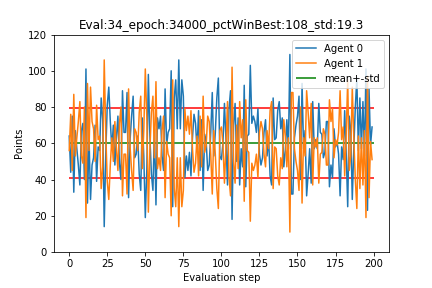 Eval:34_epoch:34000_pctWinBest:108_std:19.3
120
100
80
60
40
20
0
Points
Agent 0
Agent 1
mean+-std
0 25 50 75 100 125 150 175 200
Evaluation step